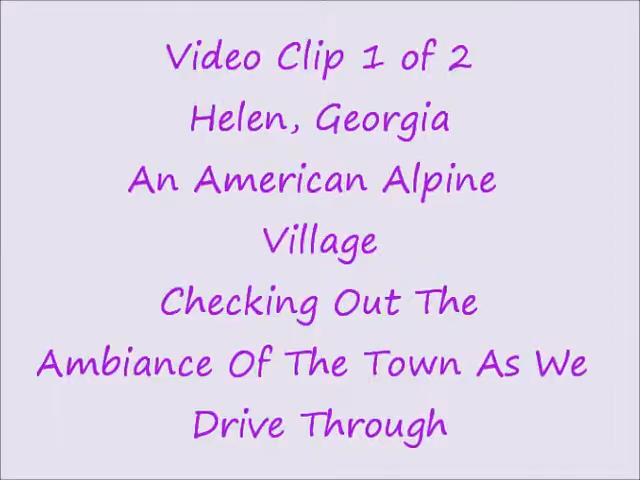 Video Clip 1 of 2
Helen, Georgia
An American Alpine
Village
Checking Out The
Ambiance Of The Town As We
Drive Through